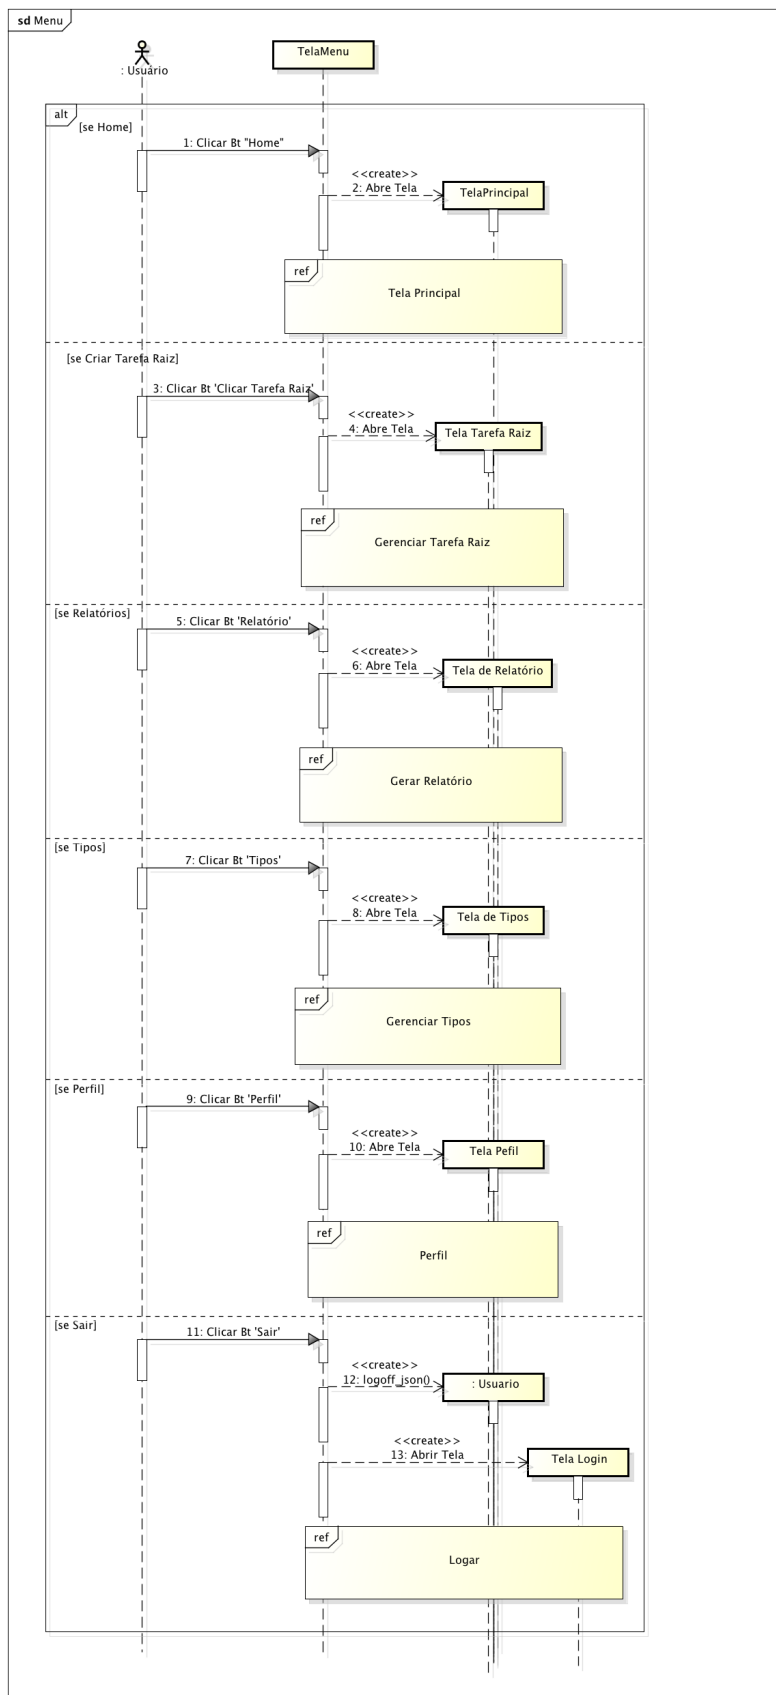 sd Menu
: Usuário
TelaMenu
alt
[se Home]
1: Clicar Bt "Home"
<<create>>
2: Abre Tela
TelaPrincipal
ref
Tela Principal
[se Criar Tarefa Raiz]
3: Clicar Bt 'Clicar Tarefa Raiz'
<<create>>
4: Abre Tela
Tela Tarefa Raiz
ref
Gerenciar Tarefa Raiz
[se Relatórios]
5: Clicar Bt 'Relatório'
<<create>>
6: Abre Tela
Tela de Relatório
ref
Gerar Relatório
[se Tipos]
7: Clicar Bt 'Tipos'
<<create>>
8: Abre Tela
Tela de Tipos
ref
Gerenciar Tipos
[se Perfil]
9: Clicar Bt 'Perfil'
<<create>>
10: Abre Tela
Tela Pefil
ref
Perfil
[se Sair]
11: Clicar Bt 'Sair'
<<create>>
12: logoff_json()
: Usuario
<<create>>
13: Abrir Tela
Tela Login
ref
Logar